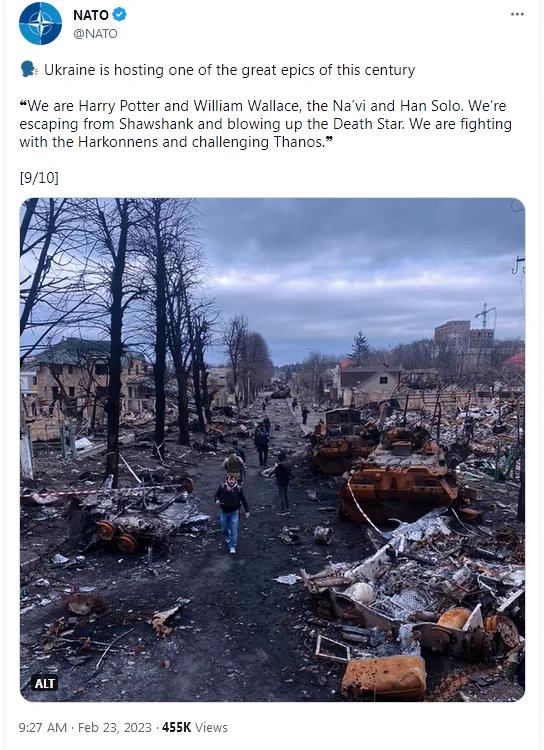 NATO
@NATO
Ukraine is hosting one of the great epics of this century
❝We are Harry Potter and William Wallace, the Na’vi and Han Solo. We’re
escaping from Shawshank and blowing up the Death Star. We are fighting
with the Harkonnens and challenging Thanos.❞
[9/10]
ALT
9:27 AM · Feb 23, 2023 · 455K Views